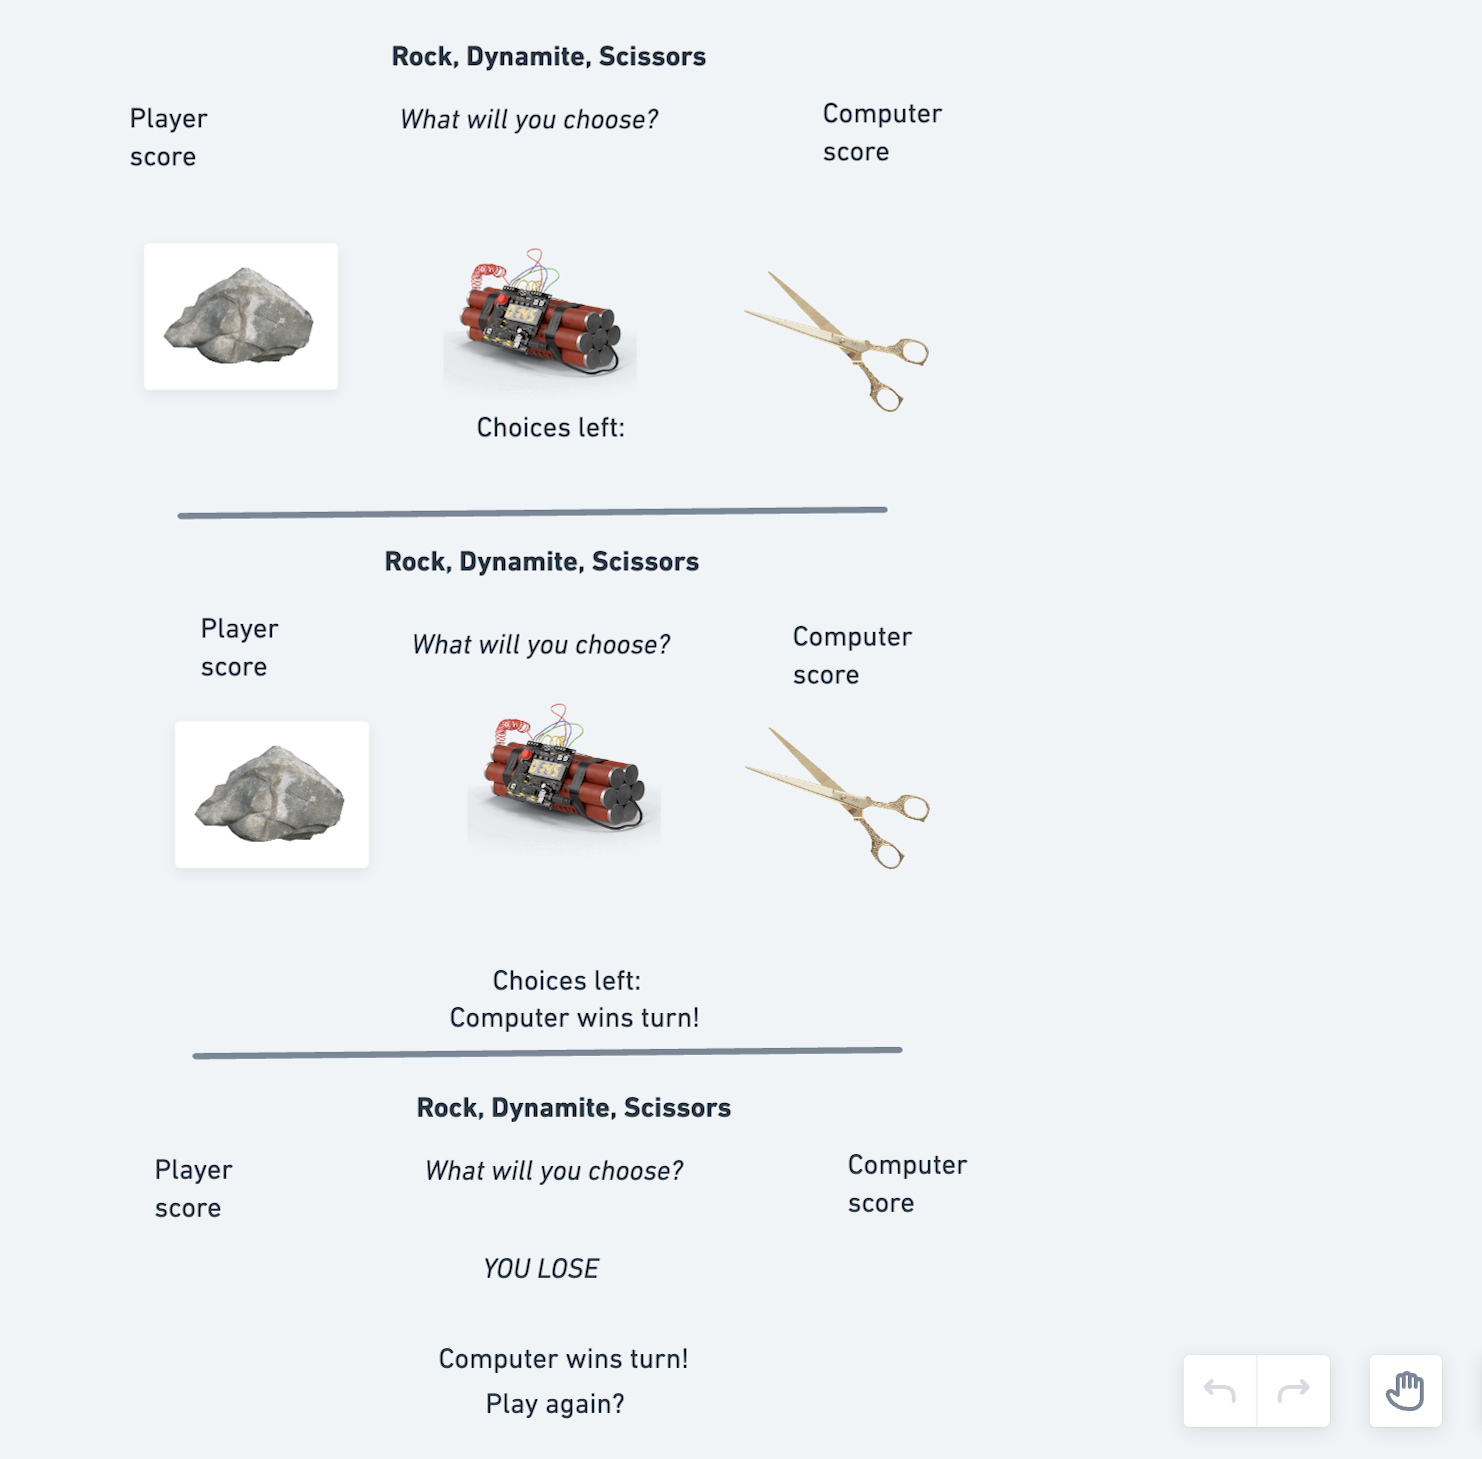 Rock, Dynamite, Scissors
Player
score
What will you choose?
Computer
score
Choices left:
Rock, Dynamite, Scissors
Player
score
What will you choose?
Computer
score
Choices left:
Computer wins turn!
Rock, Dynamite, Scissors
Player
score
What will you choose?
Computer
score
YOU LOSE
Computer wins turn!
Play again?